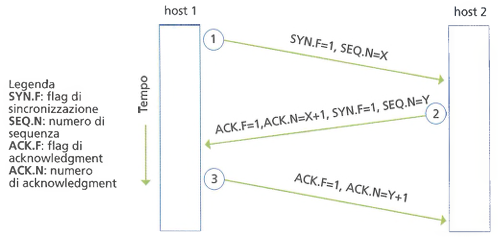 host 1
host 2
1
SYN.F=1, SEQ.N=X
Legenda
SYN.F: flag di
sincronizzazione
SEQ.N: numero di
sequenza
ACK.F: flag di
acknowledgment
ACK.N: numero
di acknowledgment
Tempo
2
ACK.F=1,ACK.N=X+1, SYN.F=1, SEQ.N=Y
3
ACK.F=1, ACK.N=Y+1